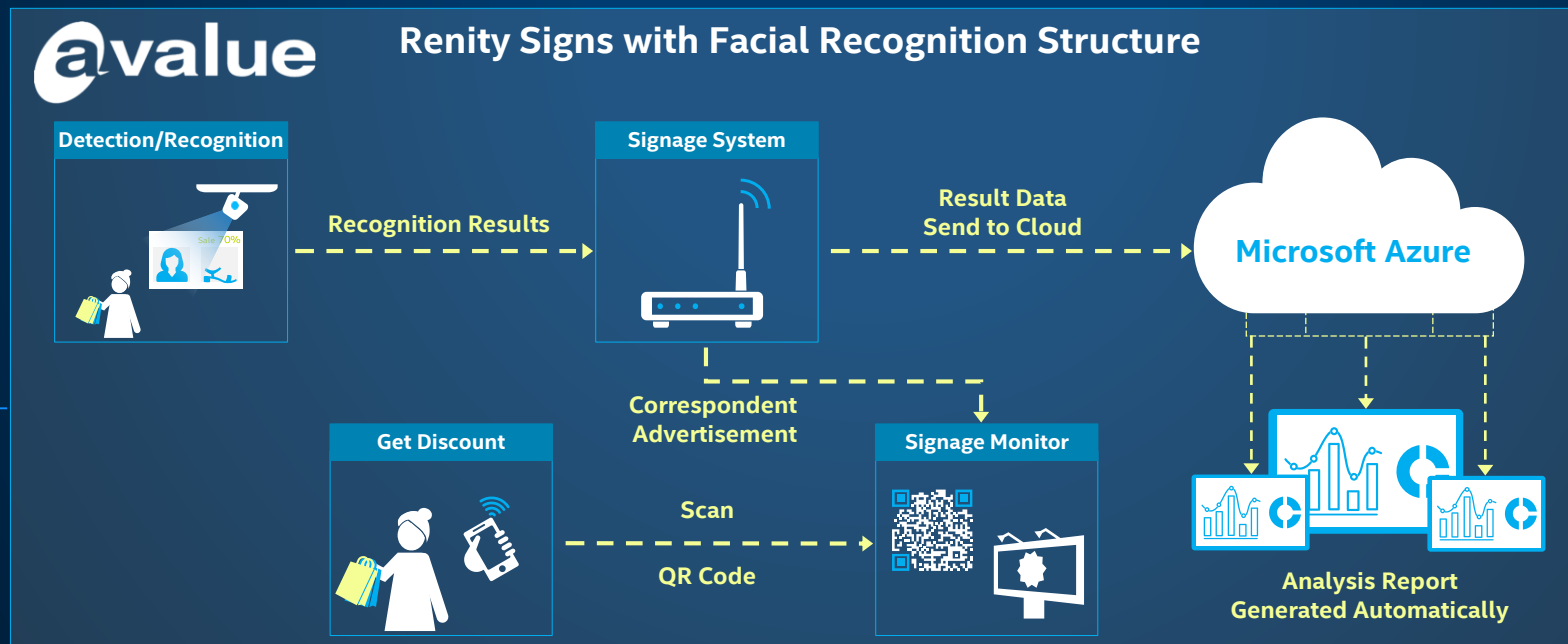 avalue
Renity Signs with Facial Recognition Structure
Detection/Recognition
Sale 70%
Recognition Results
Signage System
Result Data
Send to Cloud
Microsoft Azure
Correspondent
Advertisement
Get Discount
Scan
QR Code
Signage Monitor
Analysis Report
Generated Automatically